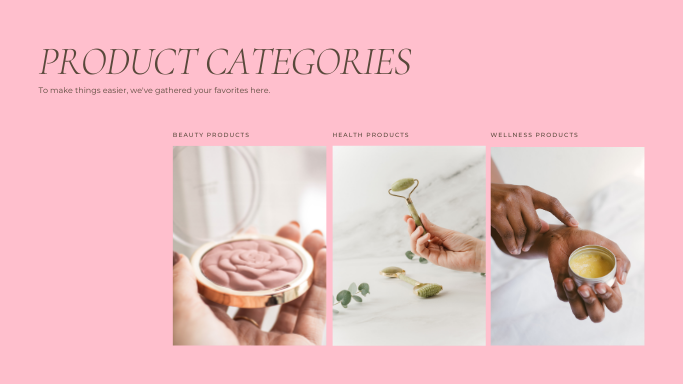 PRODUCT CATEGORIES
To make things easier, we've gathered your favorites here.
BEAUTY PRODUCTS
HEALTH PRODUCTS
WELLNESS PRODUCTS